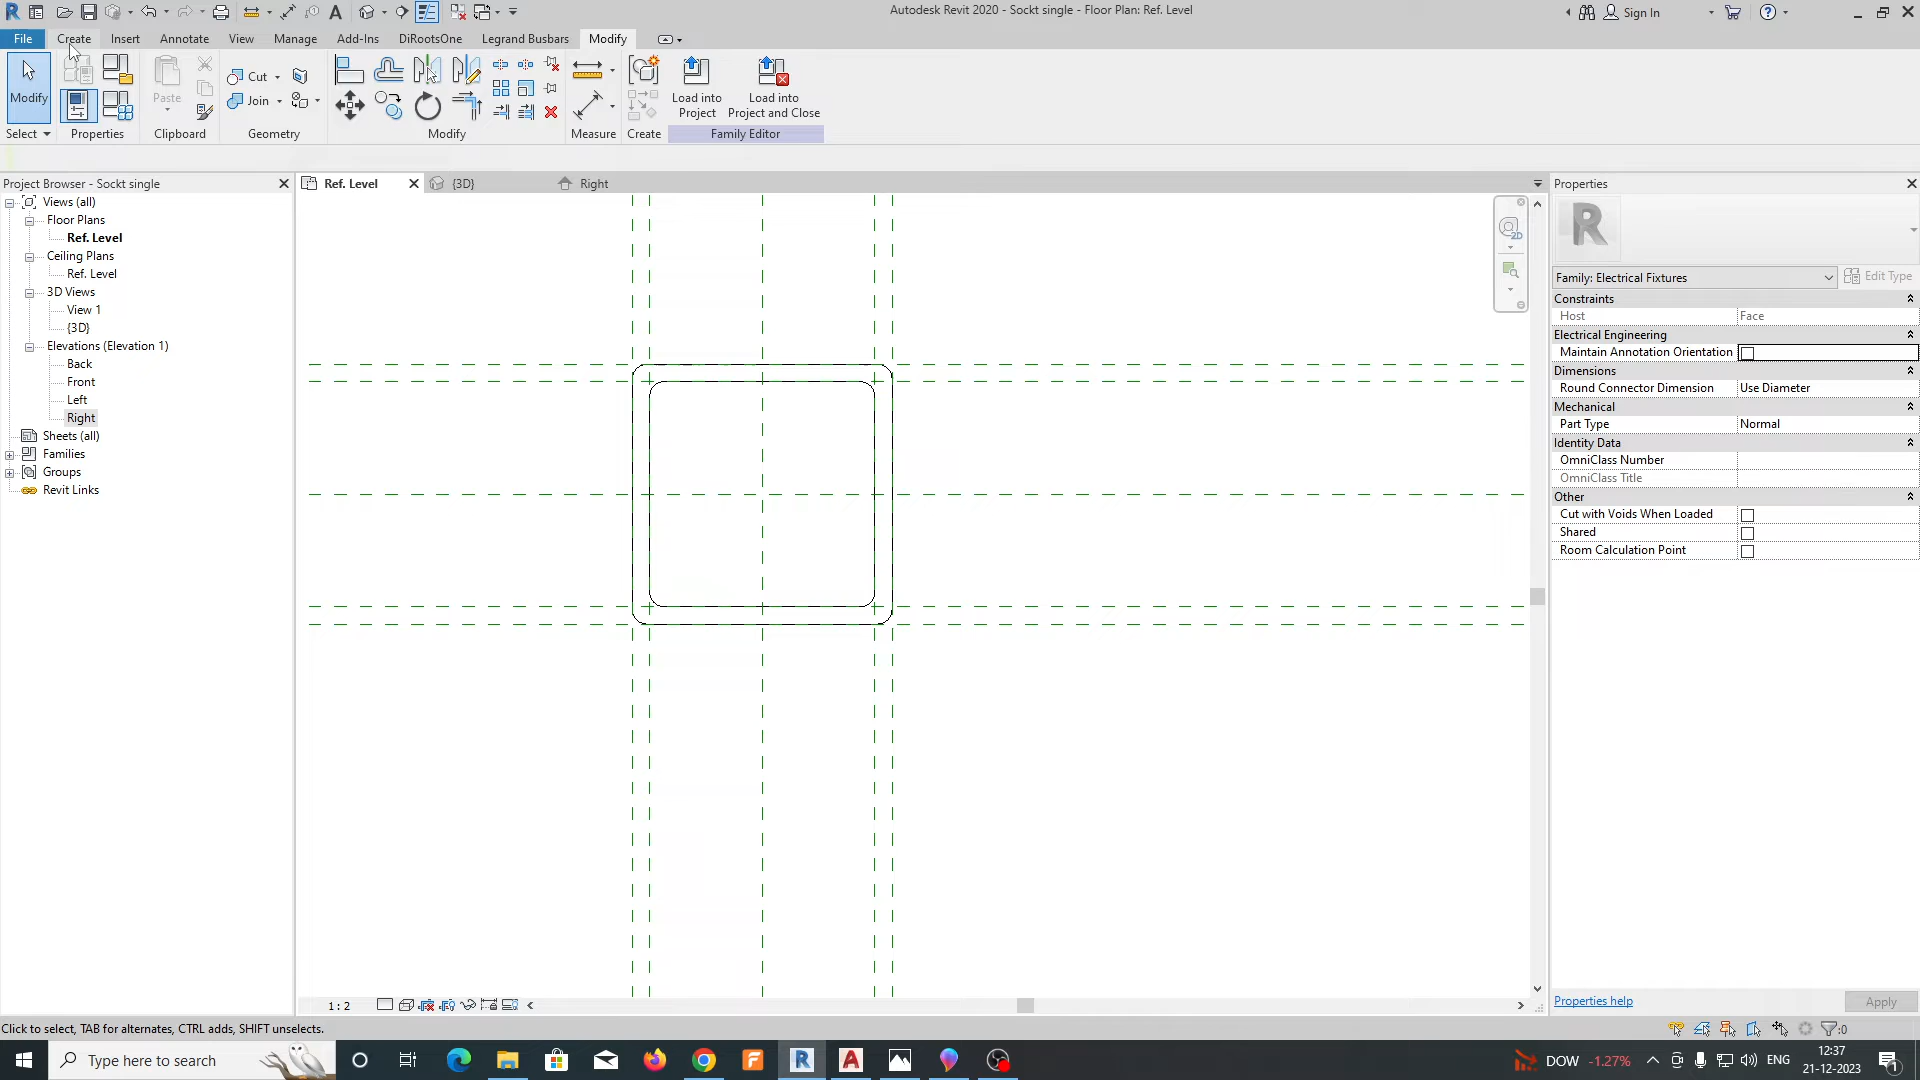 Autodesk Revit 2020 - Sockt single - Floor Plan: Ref. Level
Sign In
File
Create
Insert
Annotate
View
Manage
Add-Ins
DiRootsOne
Legrand Busbars
Modify
Modify
Paste
Cut
Join
Load into
Project
Load into
Project and Close
Select
Properties
Clipboard
Geometry
Modify
Measure
Create
Family Editor
Project Browser - Sockt single
Ref. Level
{3D}
Right
Properties
Views (all)
Floor Plans
Ref. Level
Ceiling Plans
Ref. Level
3D Views
View 1
{3D}
Elevations (Elevation 1)
Back
Front
Left
Right
Sheets (all)
Families
Groups
Revit Links
2D
R
Family: Electrical Fixtures
Edit Type
Constraints
Host
Face
Electrical Engineering
Maintain Annotation Orientation
Dimensions
Round Connector Dimension
Use Diameter
Mechanical
Part Type
Normal
Identity Data
OmniClass Number
OmniClass Title
Other
Cut with Voids When Loaded
Shared
Room Calculation Point
Properties help
Apply
1 : 2
Click to select, TAB for alternates, CTRL adds, SHIFT unselects.
:0
Type here to search
DOW -1.27%
ENG
12:37
21-12-2023
1